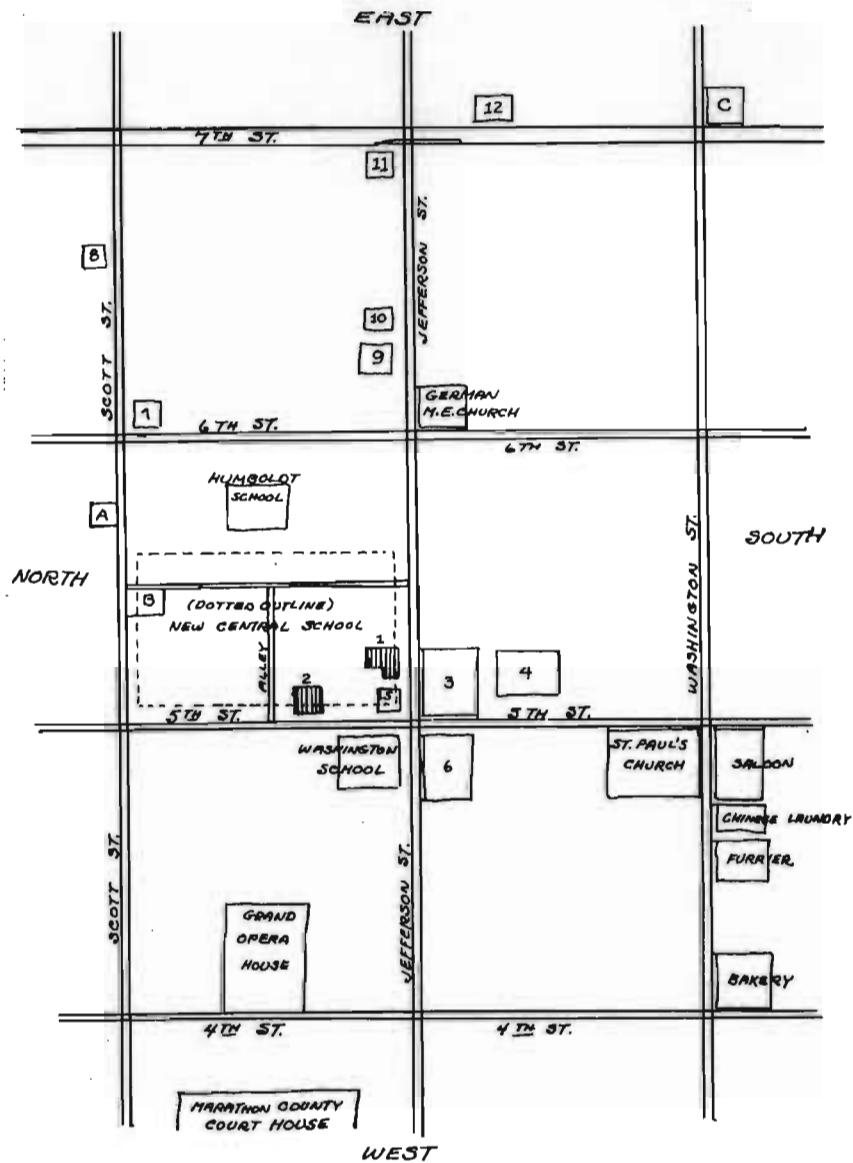 EAST
12
C
7TH ST.
11
JEFFERSON ST.
8
SCOTT ST.
10
9
GERMAN
M.E. CHURCH
7
6TH ST.
6TH ST.
HUMBOLDT
SCHOOL
A
WASHINGTON ST.
SOUTH
NORTH
B
(DOTTED OUTLINE)
NEW CENTRAL SCHOOL
ALLEY
1
2
3
4
5
5TH ST.
5TH ST.
WASHINGTON
SCHOOL
6
ST. PAUL'S
CHURCH
SALOON
CHINESE LAUNDRY
FURRIER
SCOTT ST.
JEFFERSON ST.
GRAND
OPERA
HOUSE
BAKERY
4TH ST.
4TH ST.
MARATHON COUNTY
COURT HOUSE
WEST